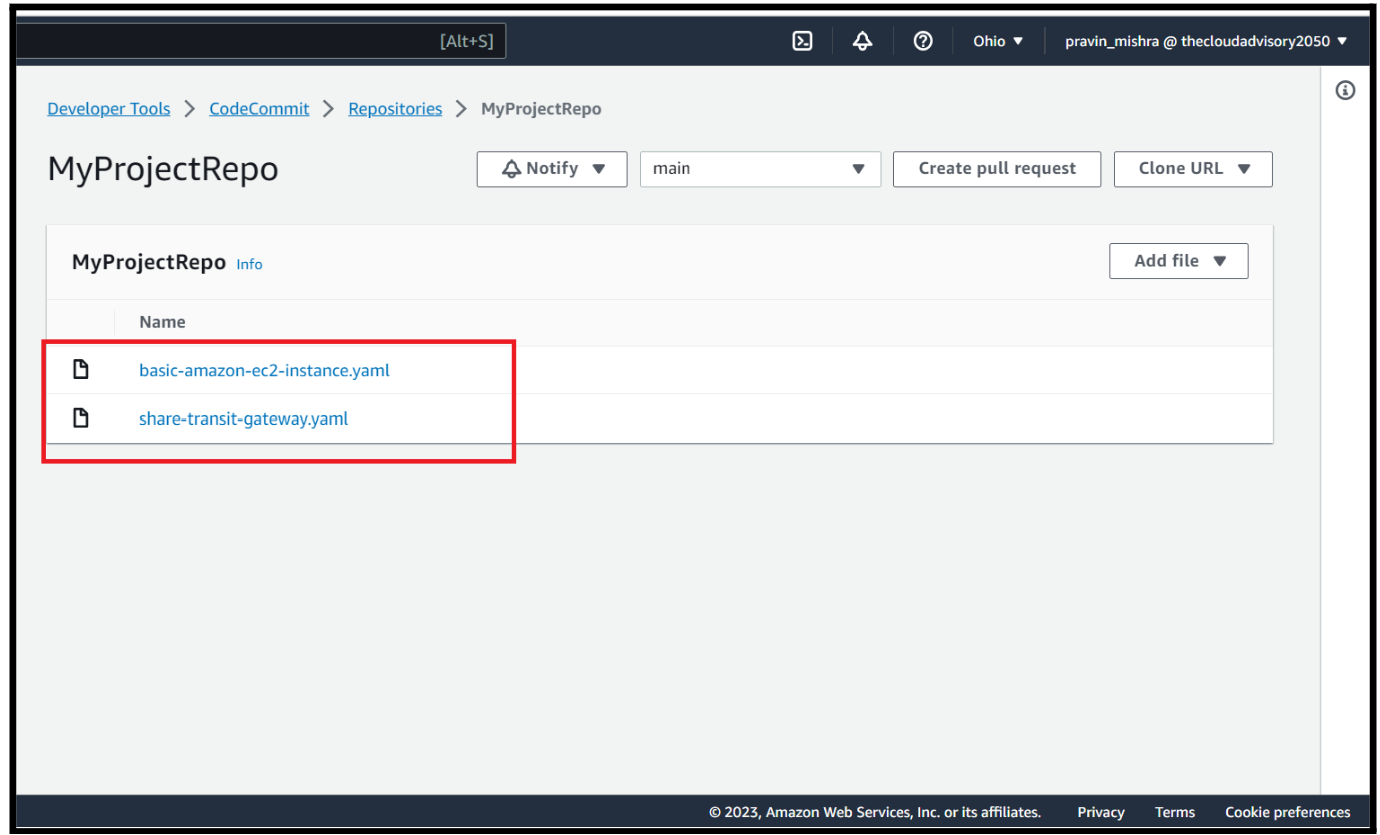 [Alt+S] Ohio pravin_mishra @ thecloudadvisory2050
Developer Tools > CodeCommit > Repositories > MyProjectRepo
MyProjectRepo Notify main Create pull request Clone URL
MyProjectRepo Info Add file
Name
basic-amazon-ec2-instance.yaml
share-transit-gateway.yaml
© 2023, Amazon Web Services, Inc. or its affiliates. Privacy Terms Cookie preferences